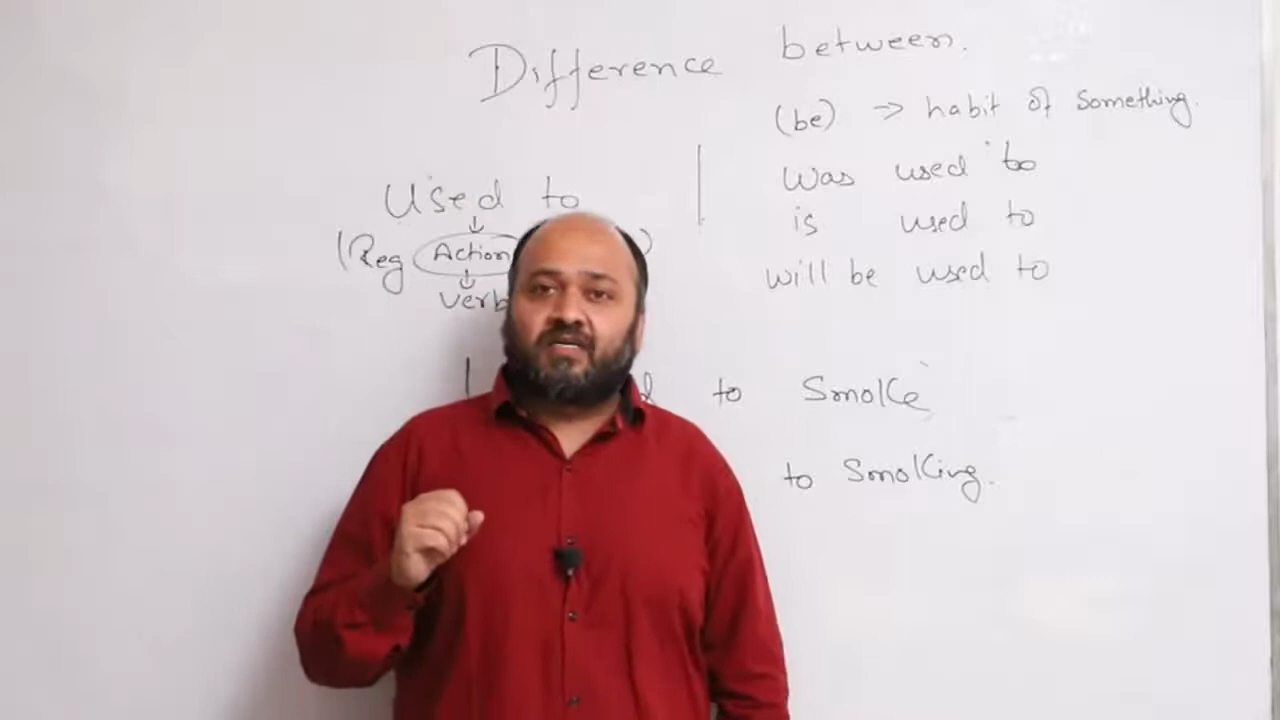 Difference between.
(be) → habit of something.
Used to
was used to
is used to
(Reg Action )
↓
verb
will be used to
to Smoke
to Smoking.